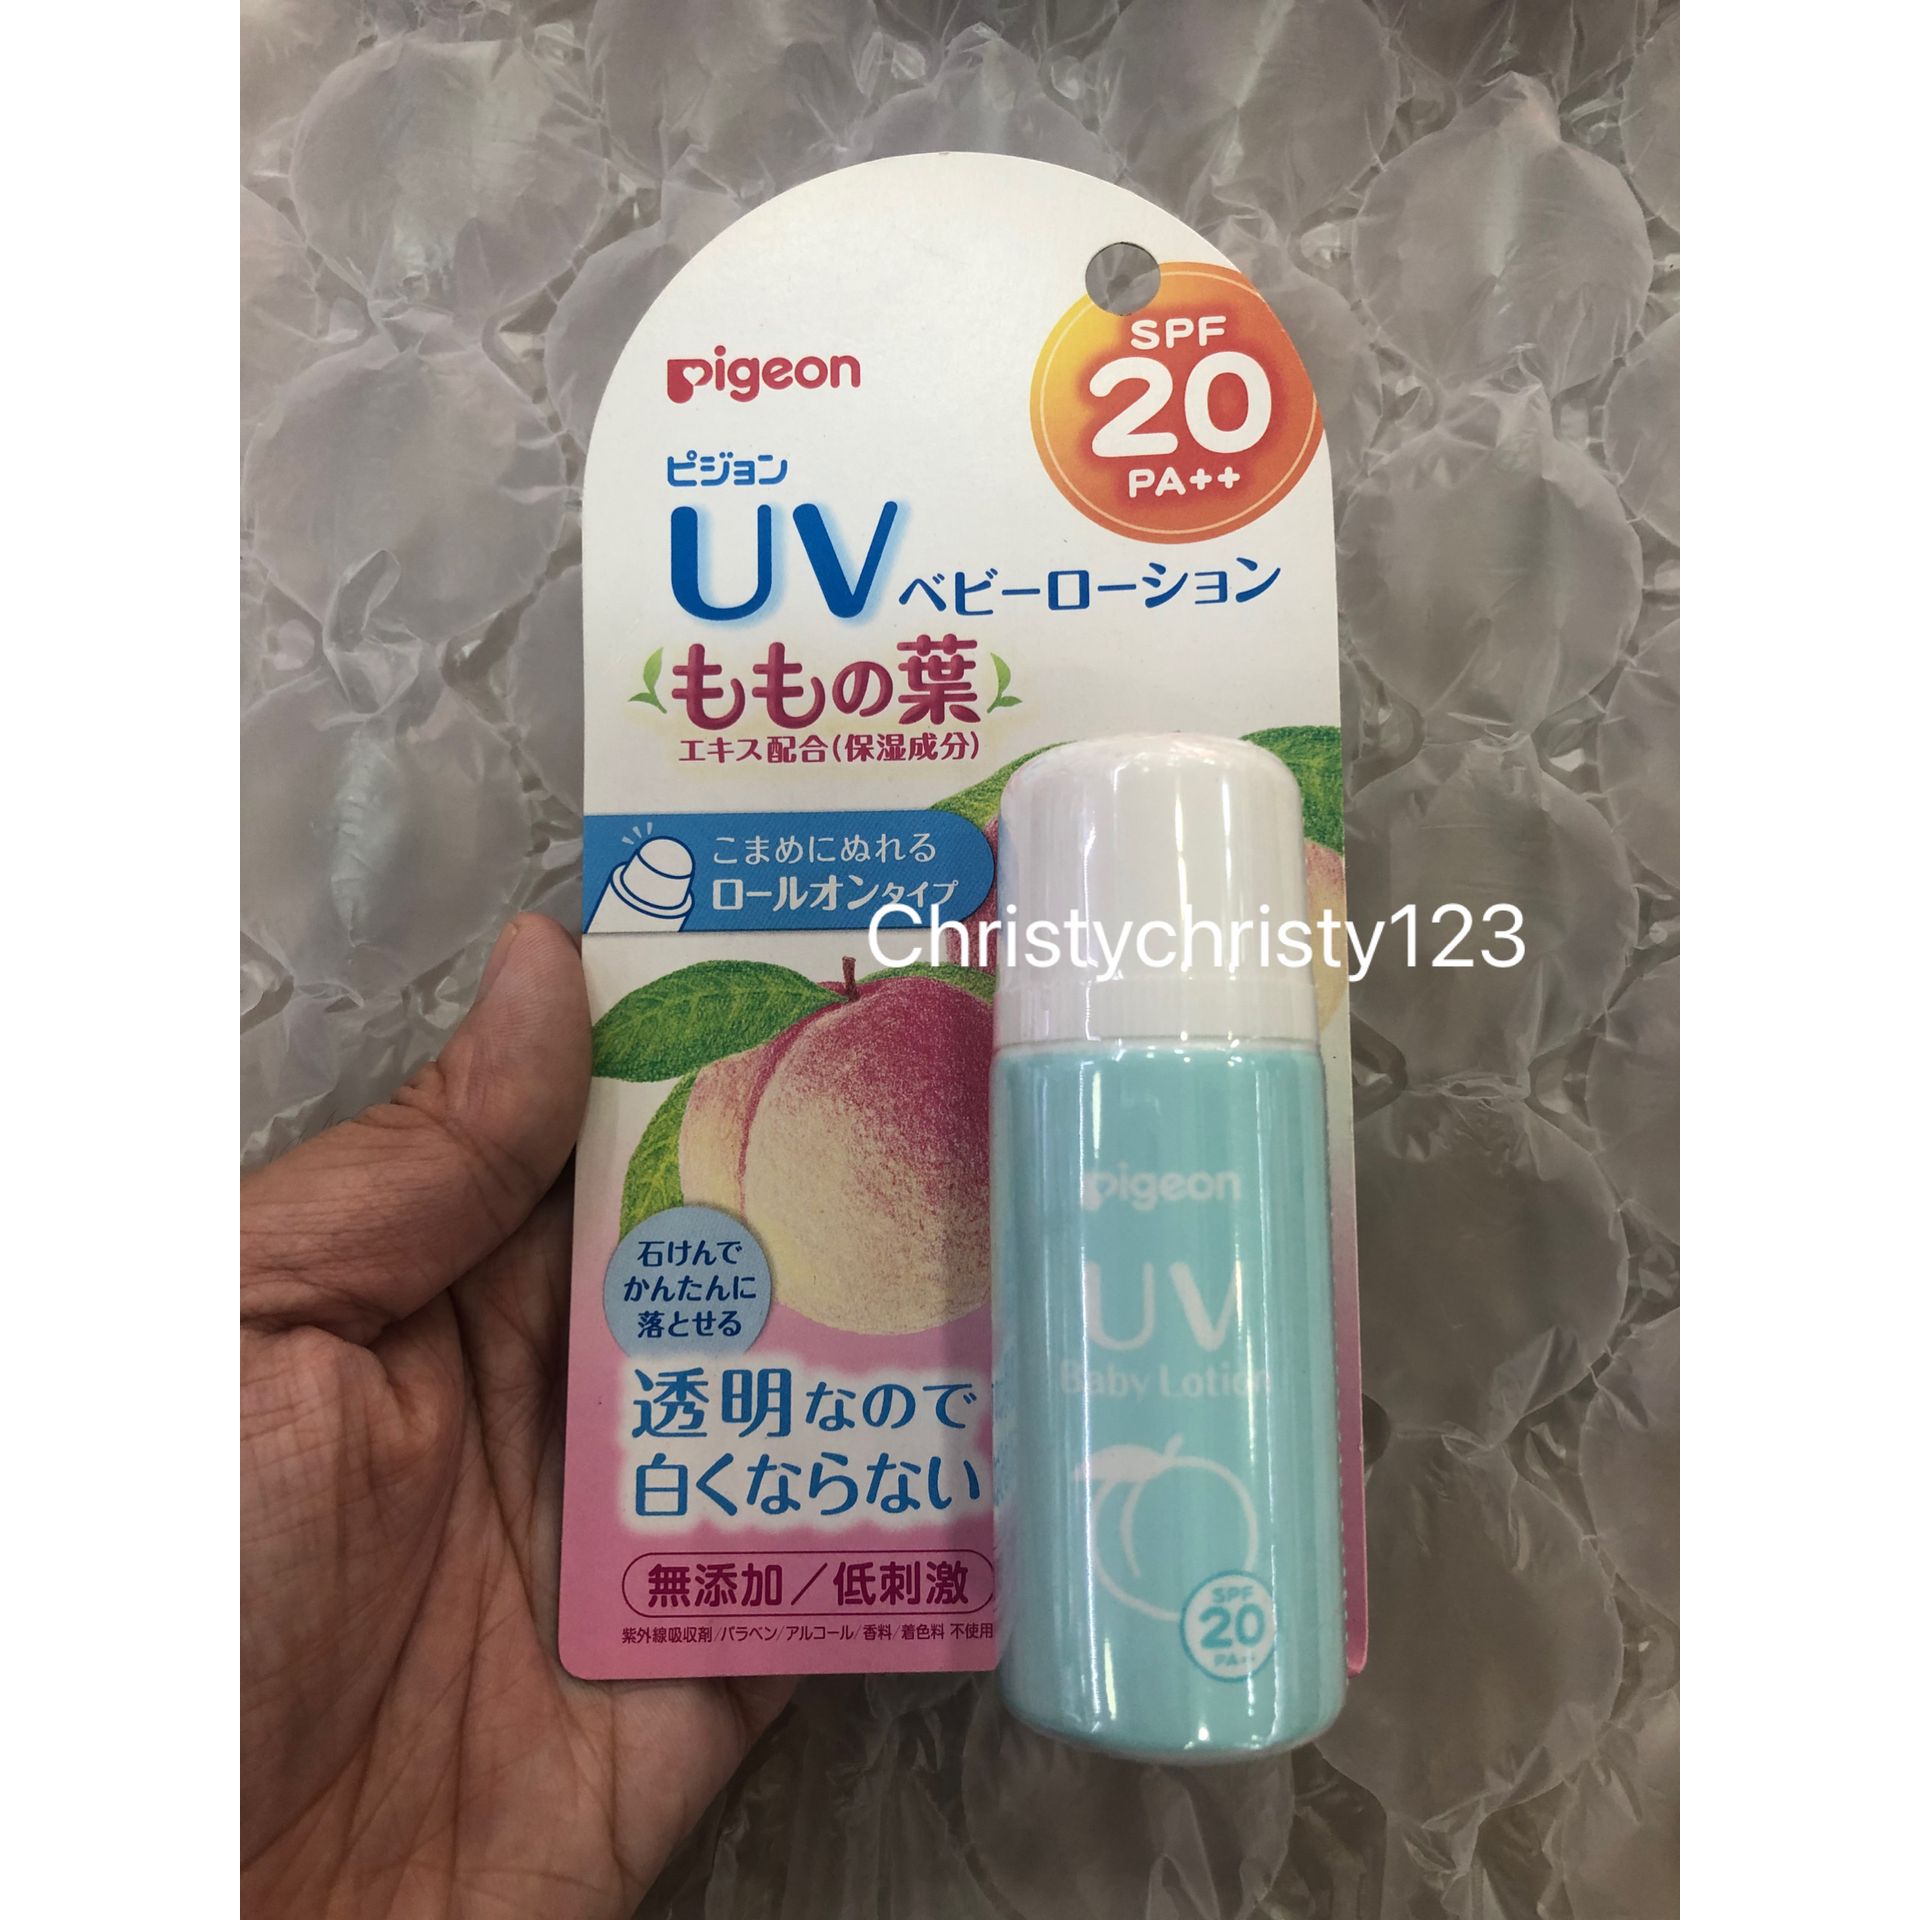 SPF
20
PA++
pigeon
ピジョン
UVベビーローション
ももの葉
エキス配合(保湿成分)
こまめにぬれる
ロールオンタイプ
Christychristy123
石けんで
かんたんに
落とせる
透明なので
白くならない
無添加/低刺激
紫外線吸収剤/パラベン/アルコール/香料/着色料 不使用
pigeon
UV
Baby Lotion
SPF
20
PA++